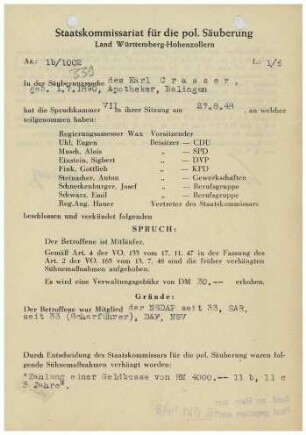 Staatskommissariat für die pol. Säuberung
Land Württemberg-Hohenzollern
Az.: 1b/1002 L.: 1/6
330
In der Säuberungssache des Karl Crasser,
geb. 1.7.1890, Apotheker, Balingen
hat die Spruchkammer VII in ihrer Sitzung am 27.8.48, an welcher
teilgenommen haben:
Regierungsassessor Wax Vorsitzender
Uhl, Eugen Beisitzer — CDU
Musch, Alois „ — SPD
Einstein, Sigbert „ — DVP
Fink, Gottlieb „ — KPD
Steinacher, Anton „ — Gewerkschaften
Schneckenburger, Josef „ — Berufsgruppe
Schwarz, Emil „ — Berufsgruppe
Reg.Ang. Hauer Vertreter des Staatskommissars
beschlossen und verkündet folgenden
SPRUCH:
Der Betroffene ist Mitläufer.
Gemäß Art. 4 der VO. 133 vom 17. 11. 47 in der Fassung des
Art. 2 der VO. 165 vom 13. 7. 48 sind die früher verhängten
Sühnemaßnahmen aufgehoben.
Es wird eine Verwaltungsgebühr von DM 30.-- erhoben.
Gründe:
Der Betroffene war Mitglied der NSDAP seit 33, SAR,
seit 33 (Scharführer), DAF, NSV
Durch Entscheidung des Staatskommissars für die pol. Säuberung waren folgende Sühnemaßnahmen verhängt worden:
"Zahlung einer Geldbusse von RM 4000.-- 11 b, 11 c
3 Jahre".